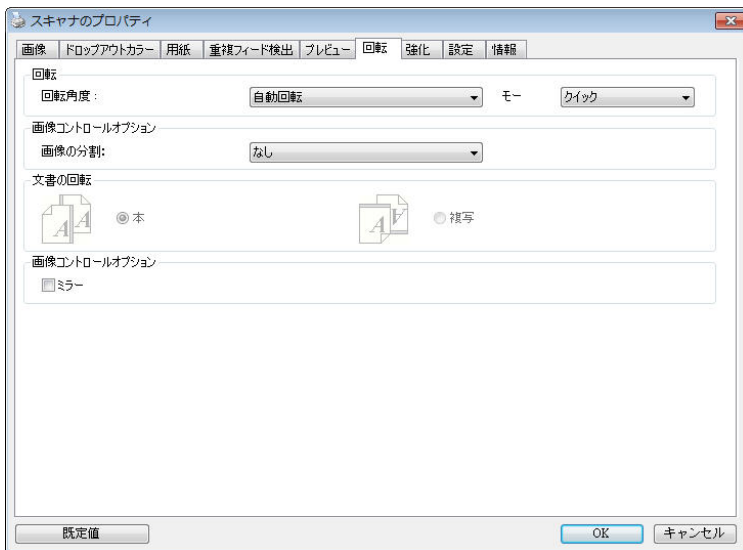 スキャナのプロパティ
画像 ドロップアウトカラー 用紙 重複フィード検出 プレビュー 回転 強化 設定 情報
回転
回転角度: 自動回転 モー クイック
画像コントロールオプション
画像の分割: なし
文書の回転
本 複写
画像コントロールオプション
ミラー
既定値 OK キャンセル